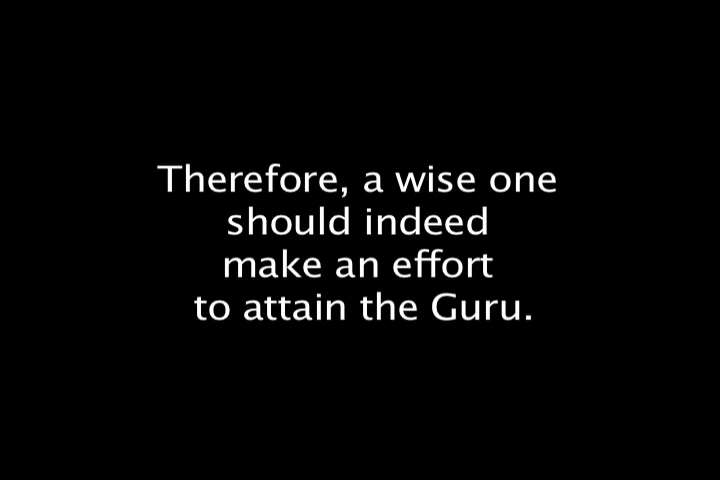 Therefore, a wise one
should indeed
make an effort
to attain the Guru.